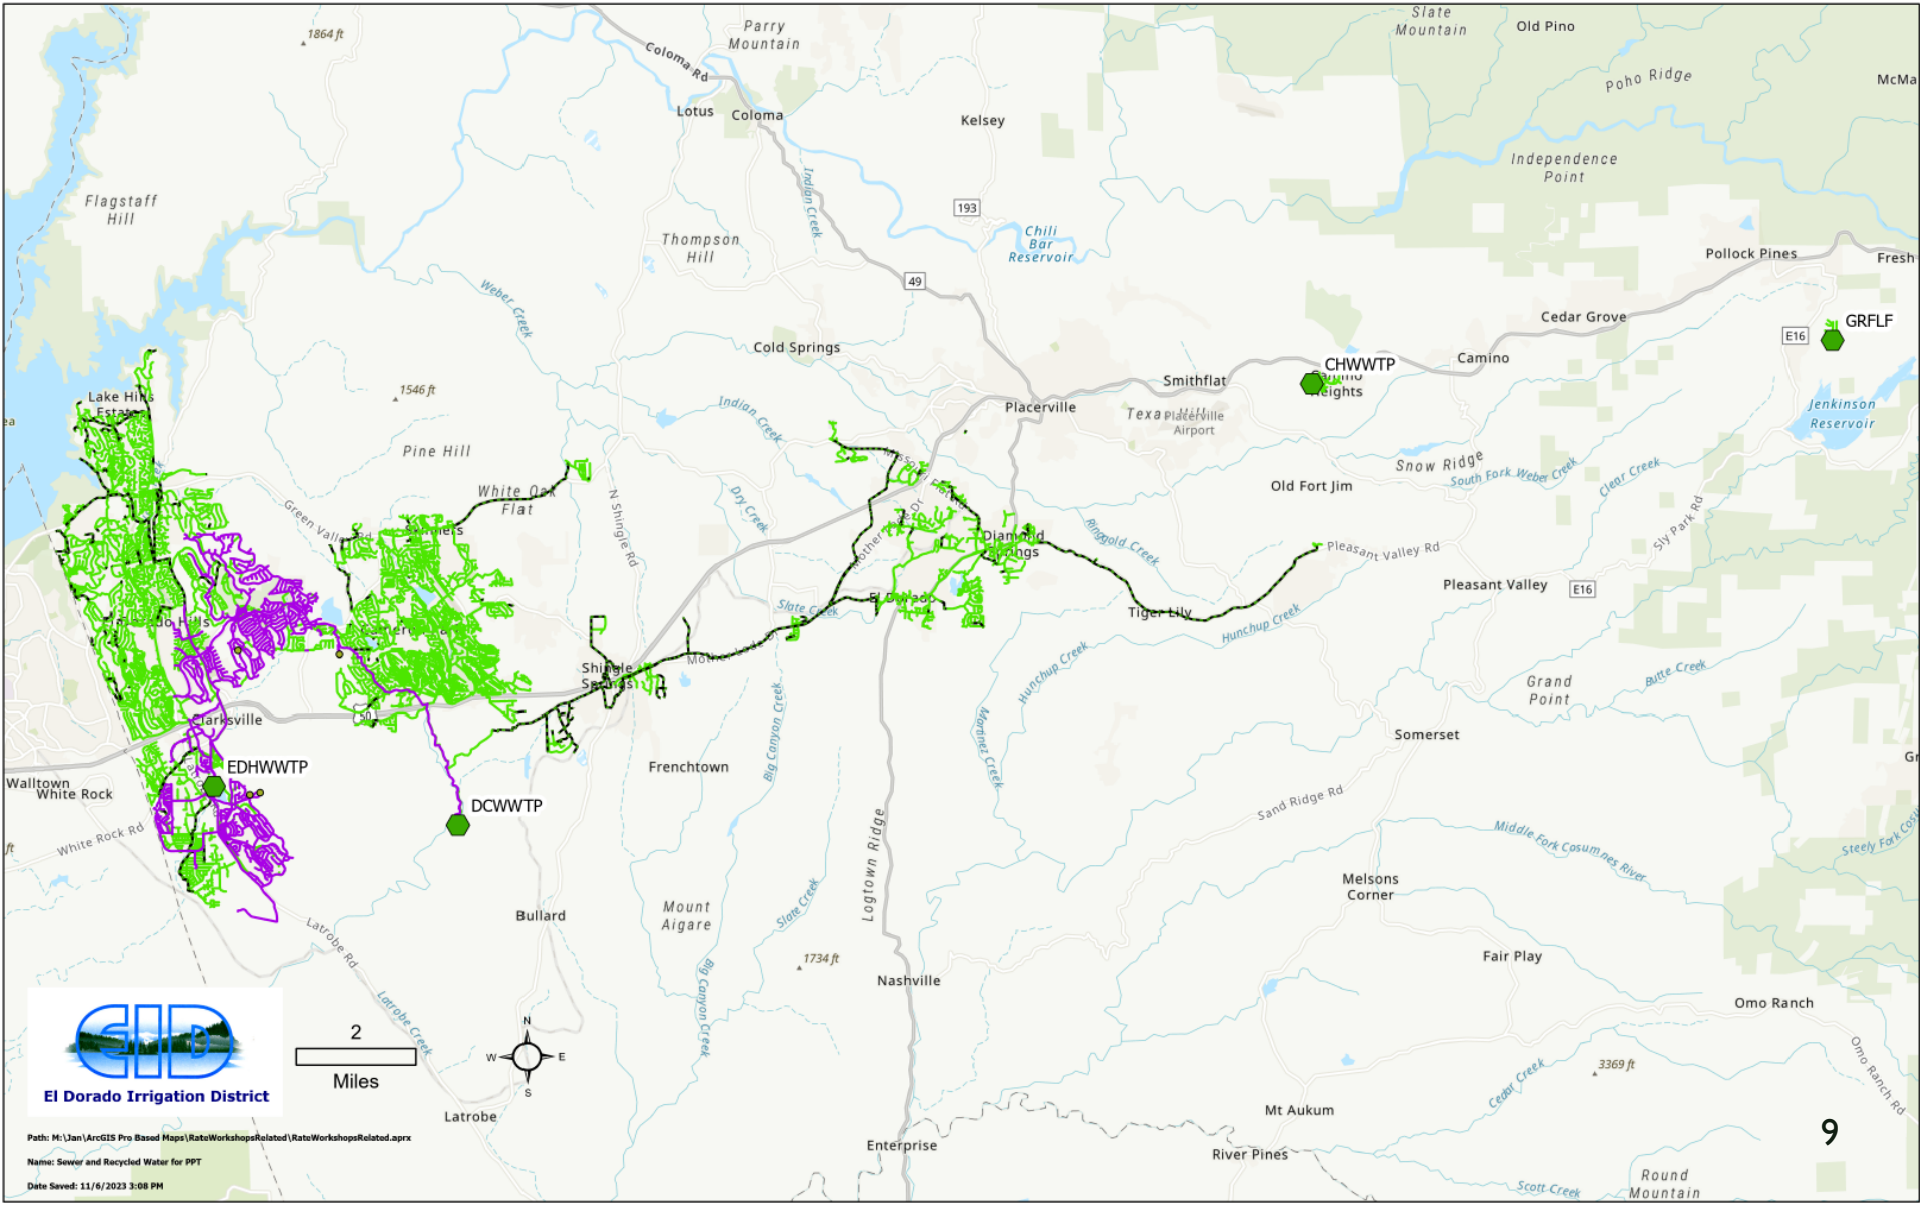 Slate
Mountain
Old Pino
Parry
Mountain
1864 ft
Coloma Rd
Poho Ridge
McMa
Lotus
Coloma
Kelsey
Independence
Point
Indian Creek
Flagstaff
Hill
193
Thompson
Hill
Chili
Bar
Reservoir
Pollock Pines
Fresh
49
Weber Creek
Cedar Grove
GRFLF
E16
Cold Springs
Camino
CHWWTP
Smithflat
Heights
1546 ft
Lake Hills
Estates
Placerville
Indian Creek
Placerville
Airport
Jenkinson
Reservoir
Pine Hill
Snow Ridge
South Fork Weber Creek
Clear Creek
White Oak
Flat
Dry Creek
N Shingle Rd
Old Fort Jim
Green Valley Rd
Sly Park Rd
Diamond
Springs
Ringgold Creek
Pleasant Valley Rd
Pleasant Valley
E16
El Dorado
Slate Creek
Tiger Lily
Hunchup Creek
Hunchup Creek
Shingle
Springs
Butte Creek
Grand
Point
50
Clarksville
Martinez Creek
Big Canyon Creek
Somerset
EDHWWTP
Frenchtown
Walltown
White Rock
DCWWTP
Sand Ridge Rd
White Rock Rd
ft
Middle Fork Cosumnes River
Logtown Ridge
Melsons
Corner
Slate Creek
Bullard
Mount
Aigare
Latrobe Rd
1734 ft
Fair Play
Nashville
Big Canyon Creek
Latrobe Creek
Omo Ranch
EID
El Dorado Irrigation District
2
Miles
N
W
E
S
Omo Ranch Rd
3369 ft
Cedar Creek
Latrobe
Mt Aukum
9
Path: M:\Jan\ArcGIS Pro Based Maps\RateWorkshopsRelated\RateWorkshopsRelated.aprx
Enterprise
River Pines
Name: Sewer and Recycled Water for PPT
Round
Mountain
Scott Creek
Date Saved: 11/6/2023 3:08 PM